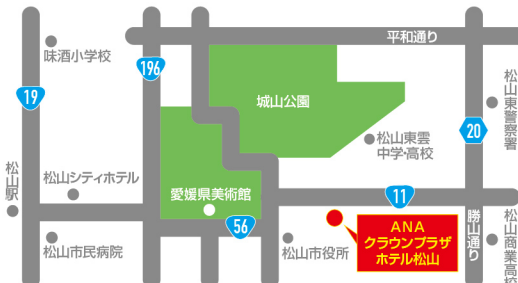 平和通り
味酒小学校
196
19
城山公園
松山東警察署
20
松山東雲
中学・高校
松山駅
松山シティホテル
愛媛県美術館
11
56
ANA
クラウンプラザ
ホテル松山
勝山通り
松山商業高校
松山市民病院
松山市役所